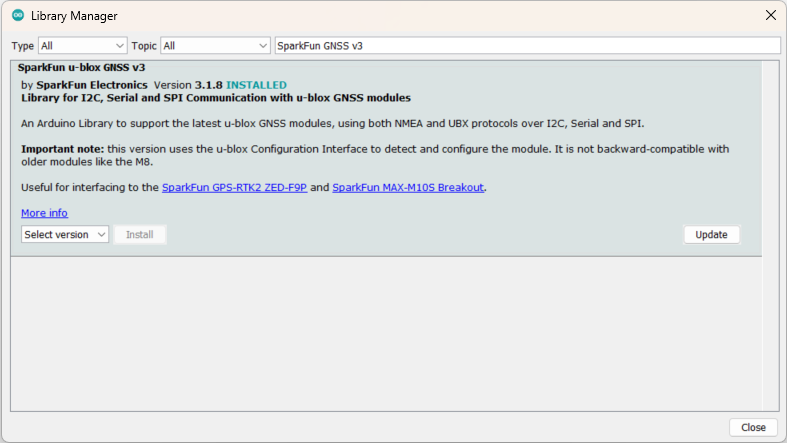 Library Manager
Type All Topic All SparkFun GNSS v3
SparkFun u-blox GNSS v3
by SparkFun Electronics Version 3.1.8 INSTALLED
Library for I2C, Serial and SPI Communication with u-blox GNSS modules
An Arduino Library to support the latest u-blox GNSS modules, using both NMEA and UBX protocols over I2C, Serial and SPI.
Important note: this version uses the u-blox Configuration Interface to detect and configure the module. It is not backward-compatible with
older modules like the M8.
Useful for interfacing to the SparkFun GPS-RTK2 ZED-F9P and SparkFun MAX-M10S Breakout.
More info
Select version Install Update
Close